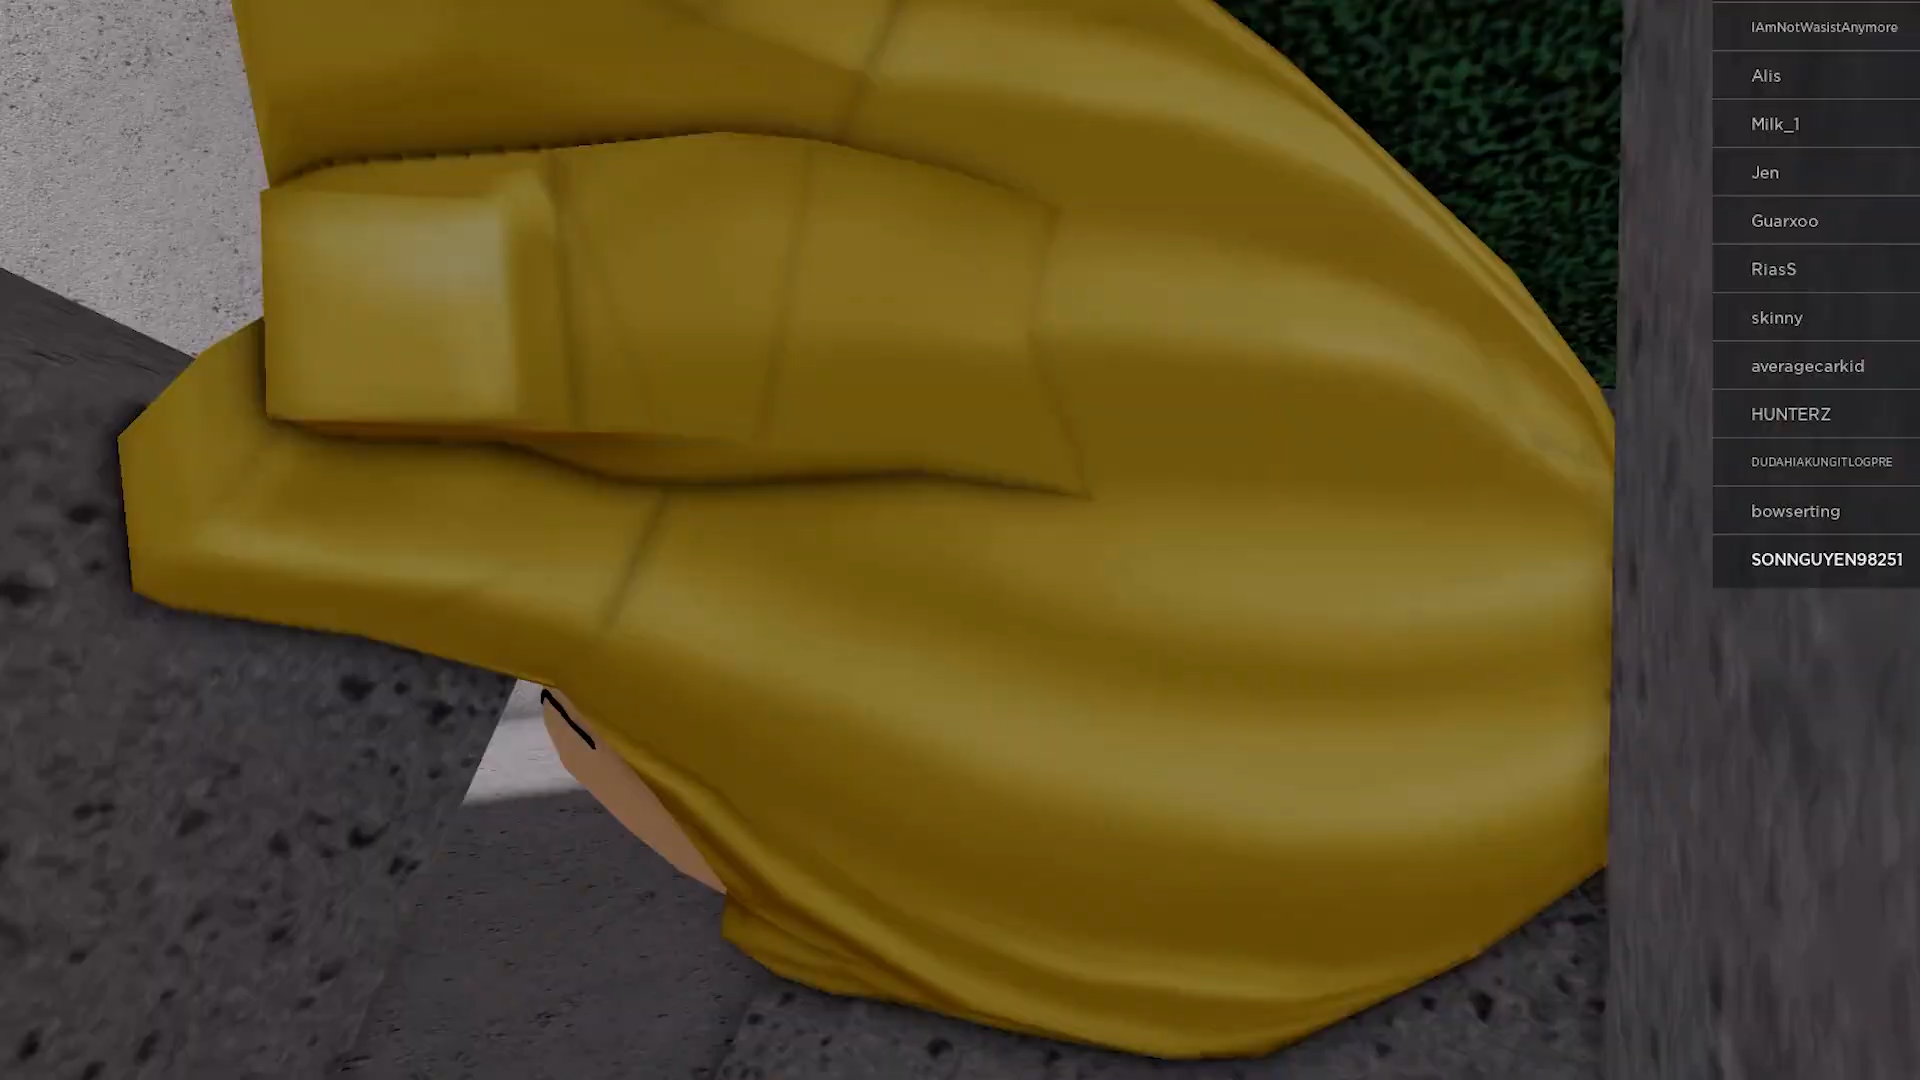 IAmNotWasistAnymore
Alis
Milk_1
Jen
Guarxoo
RiasS
skinny
averagecarkid
HUNTERZ
DUDAHIAKUNGITLOGPRE
bowserting
SONNGUYEN98251